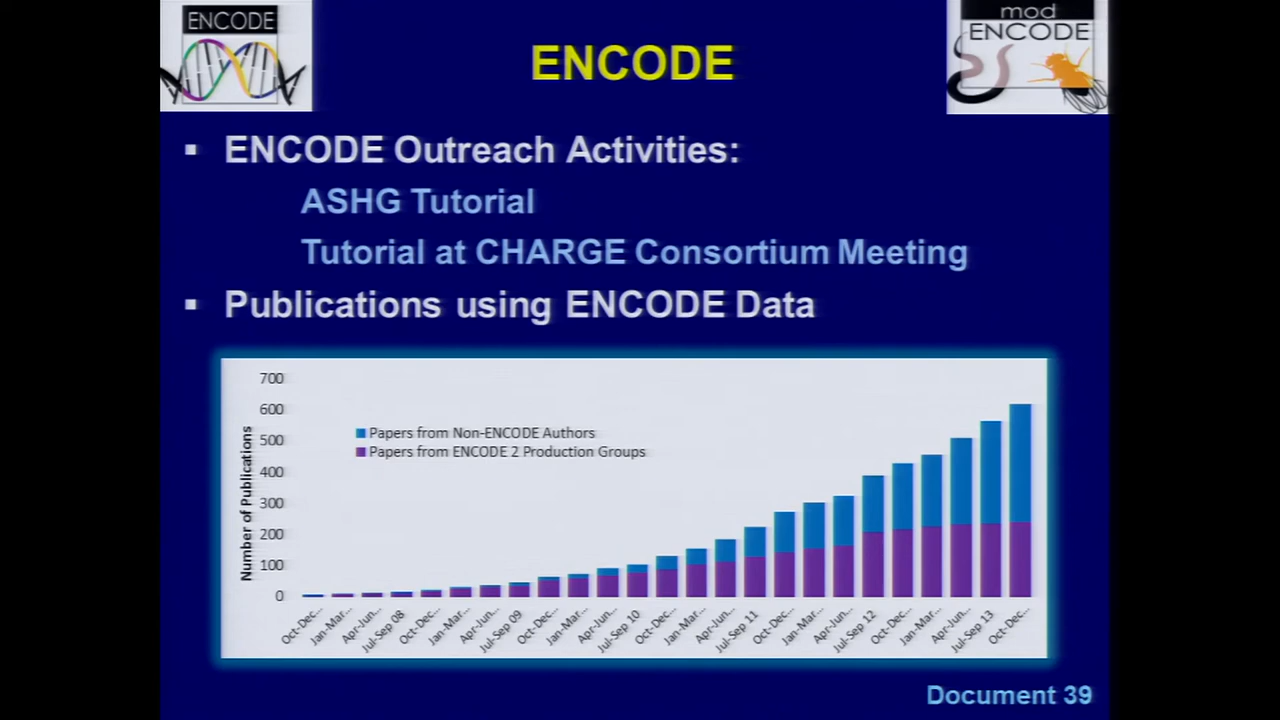 ENCODE
mod
ENCODE
ENCODE
▪ ENCODE Outreach Activities:
ASHG Tutorial
Tutorial at CHARGE Consortium Meeting
▪ Publications using ENCODE Data
Number of Publications
700
600
500
400
300
200
100
0
Papers from Non-ENCODE Authors
Papers from ENCODE 2 Production Groups
Oct-Dec...
Jan-Mar...
Apr-Jun...
Jul-Sep 08
Oct-Dec...
Jan-Mar...
Apr-Jun...
Jul-Sep 09
Oct-Dec...
Jan-Mar...
Apr-Jun...
Jul-Sep 10
Oct-Dec...
Jan-Mar...
Apr-Jun...
Jul-Sep 11
Oct-Dec...
Jan-Mar...
Apr-Jun...
Jul-Sep 12
Oct-Dec...
Jan-Mar...
Apr-Jun...
Jul-Sep 13
Oct-Dec...
Document 39